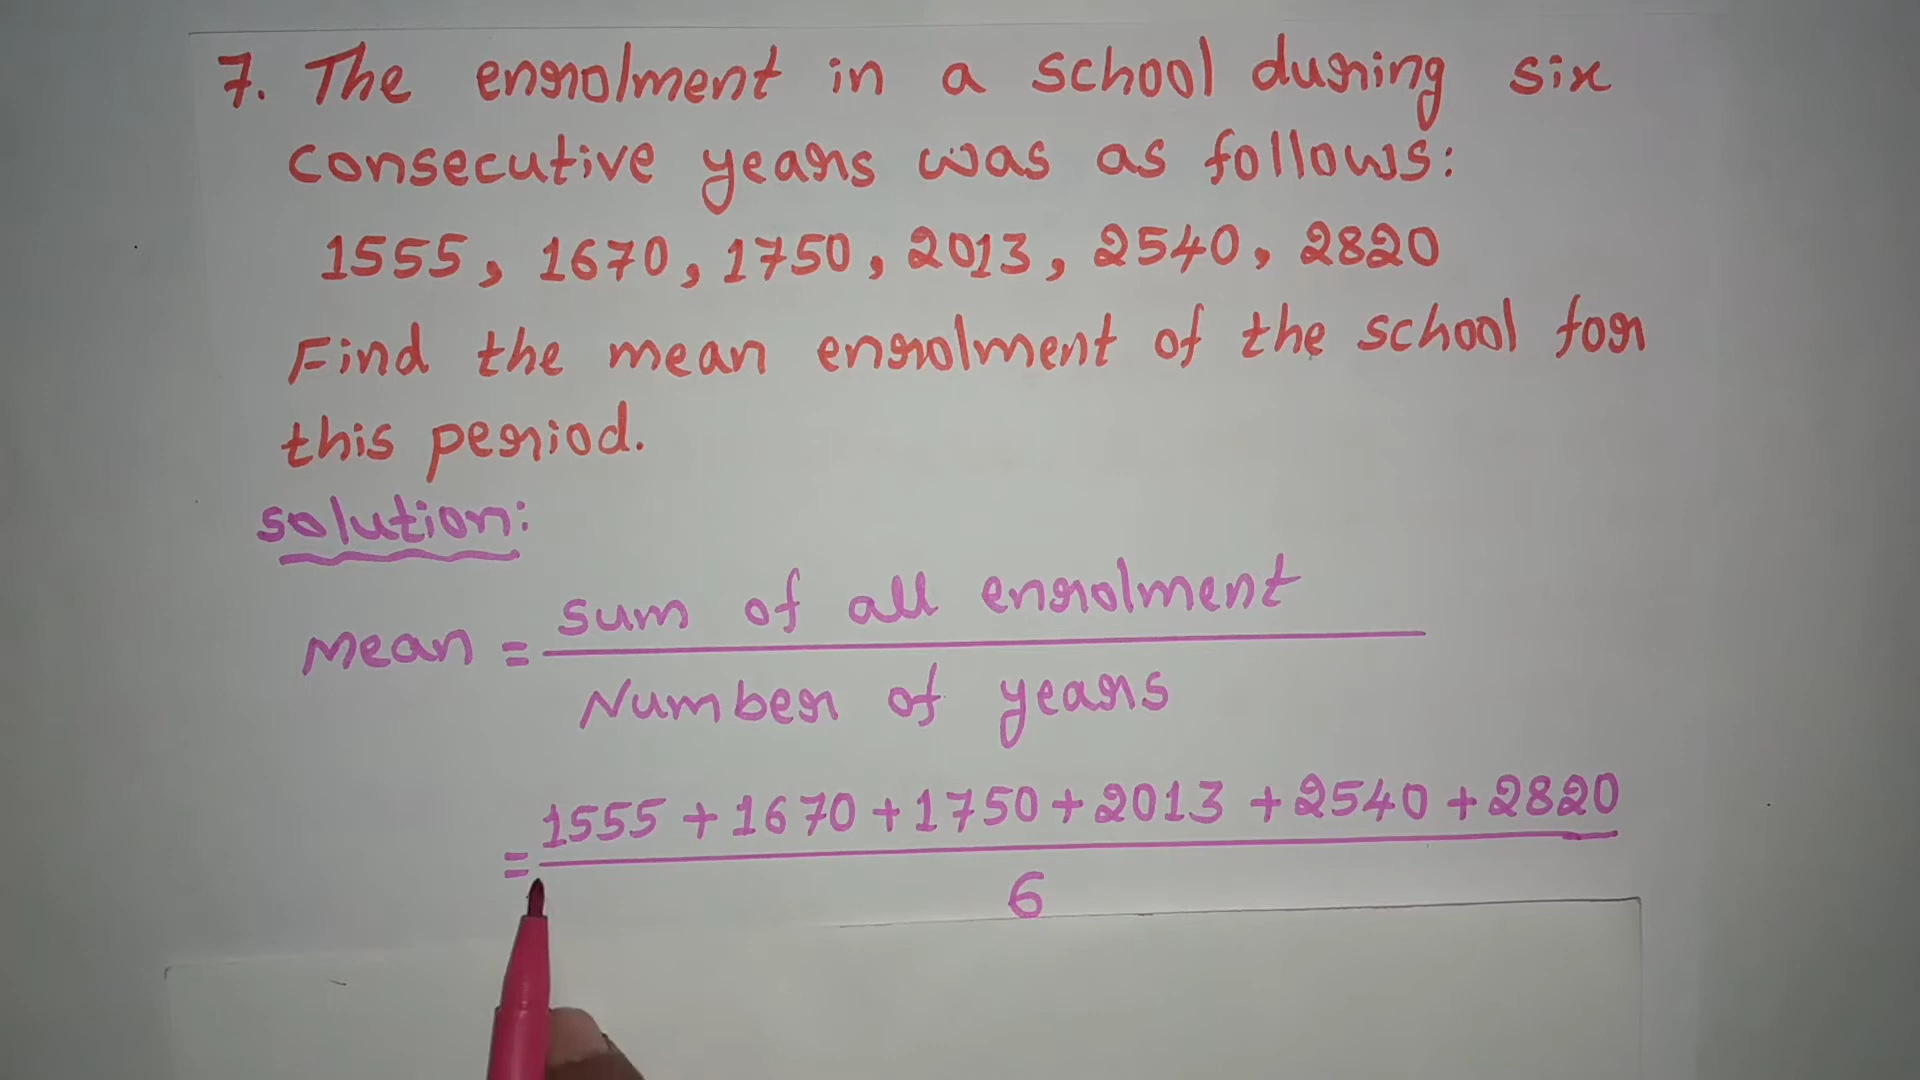 7. The enrolment in a school during six
consecutive years was as follows:
1555, 1670, 1750, 2013, 2540, 2820
Find the mean enrolment of the school for
this period.
solution:
Mean = sum of all enrolment
Number of years
= 1555 + 1670 + 1750 + 2013 + 2540 + 2820
6